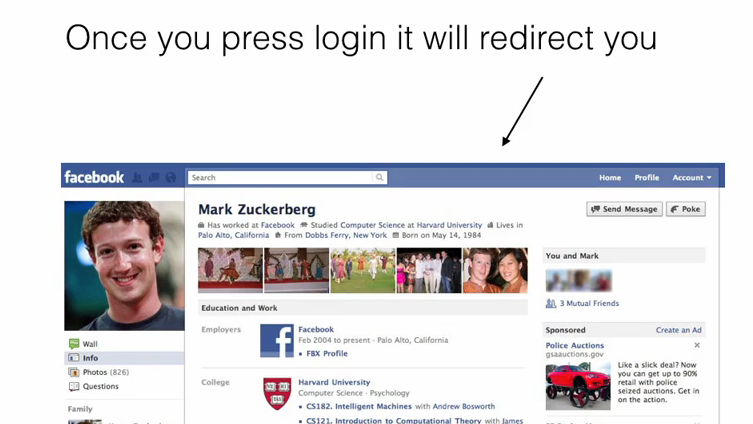 Once you press login it will redirect you
facebook Search Home Profile Account
Mark Zuckerberg Send Message Poke
Has worked at Facebook Studied Computer Science at Harvard University Lives in
Palo Alto, California From Dobbs Ferry, New York Born on May 14, 1984
You and Mark
3 Mutual Friends
Education and Work
Employers Facebook
Feb 2004 to present · Palo Alto, California
FBX Profile
College Harvard University
Computer Science · Psychology
CS182. Intelligent Machines with Andrew Bosworth
CS121. Introduction to Computational Theory with James
Wall
Info
Photos (826)
Questions
Family
Sponsored Create an Ad
Police Auctions
gsaauctions.gov
Like a slick deal? Now
you can get up to 90%
retail with police
seized autos. Get in
on the action.